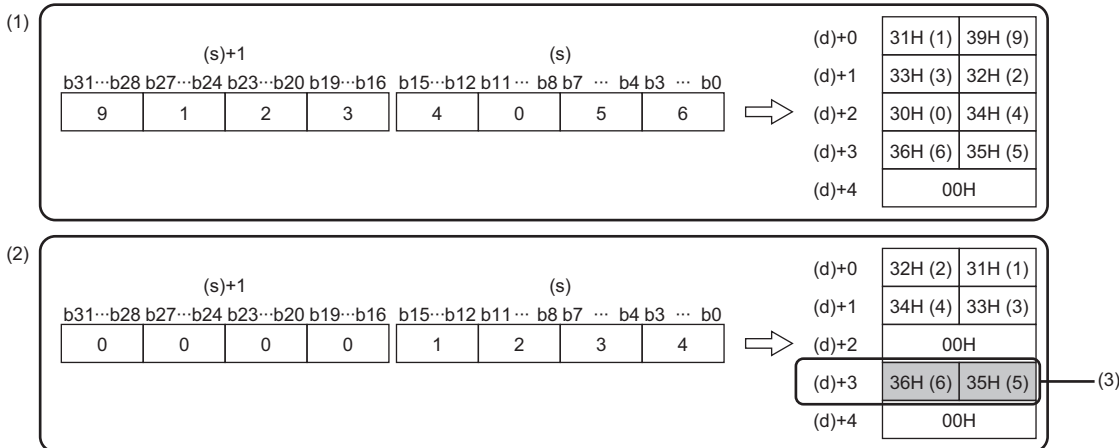 (1)
(s)+1 (s)
b31···b28 b27···b24 b23···b20 b19···b16 b15···b12 b11 ··· b8 b7 ··· b4 b3 ··· b0
9 1 2 3 4 0 5 6
(d)+0 31H (1) 39H (9)
(d)+1 33H (3) 32H (2)
(d)+2 30H (0) 34H (4)
(d)+3 36H (6) 35H (5)
(d)+4 00H
(2)
(s)+1 (s)
b31···b28 b27···b24 b23···b20 b19···b16 b15···b12 b11 ··· b8 b7 ··· b4 b3 ··· b0
0 0 0 0 1 2 3 4
(d)+0 32H (2) 31H (1)
(d)+1 34H (4) 33H (3)
(d)+2 00H
(d)+3 36H (6) 35H (5) (3)
(d)+4 00H